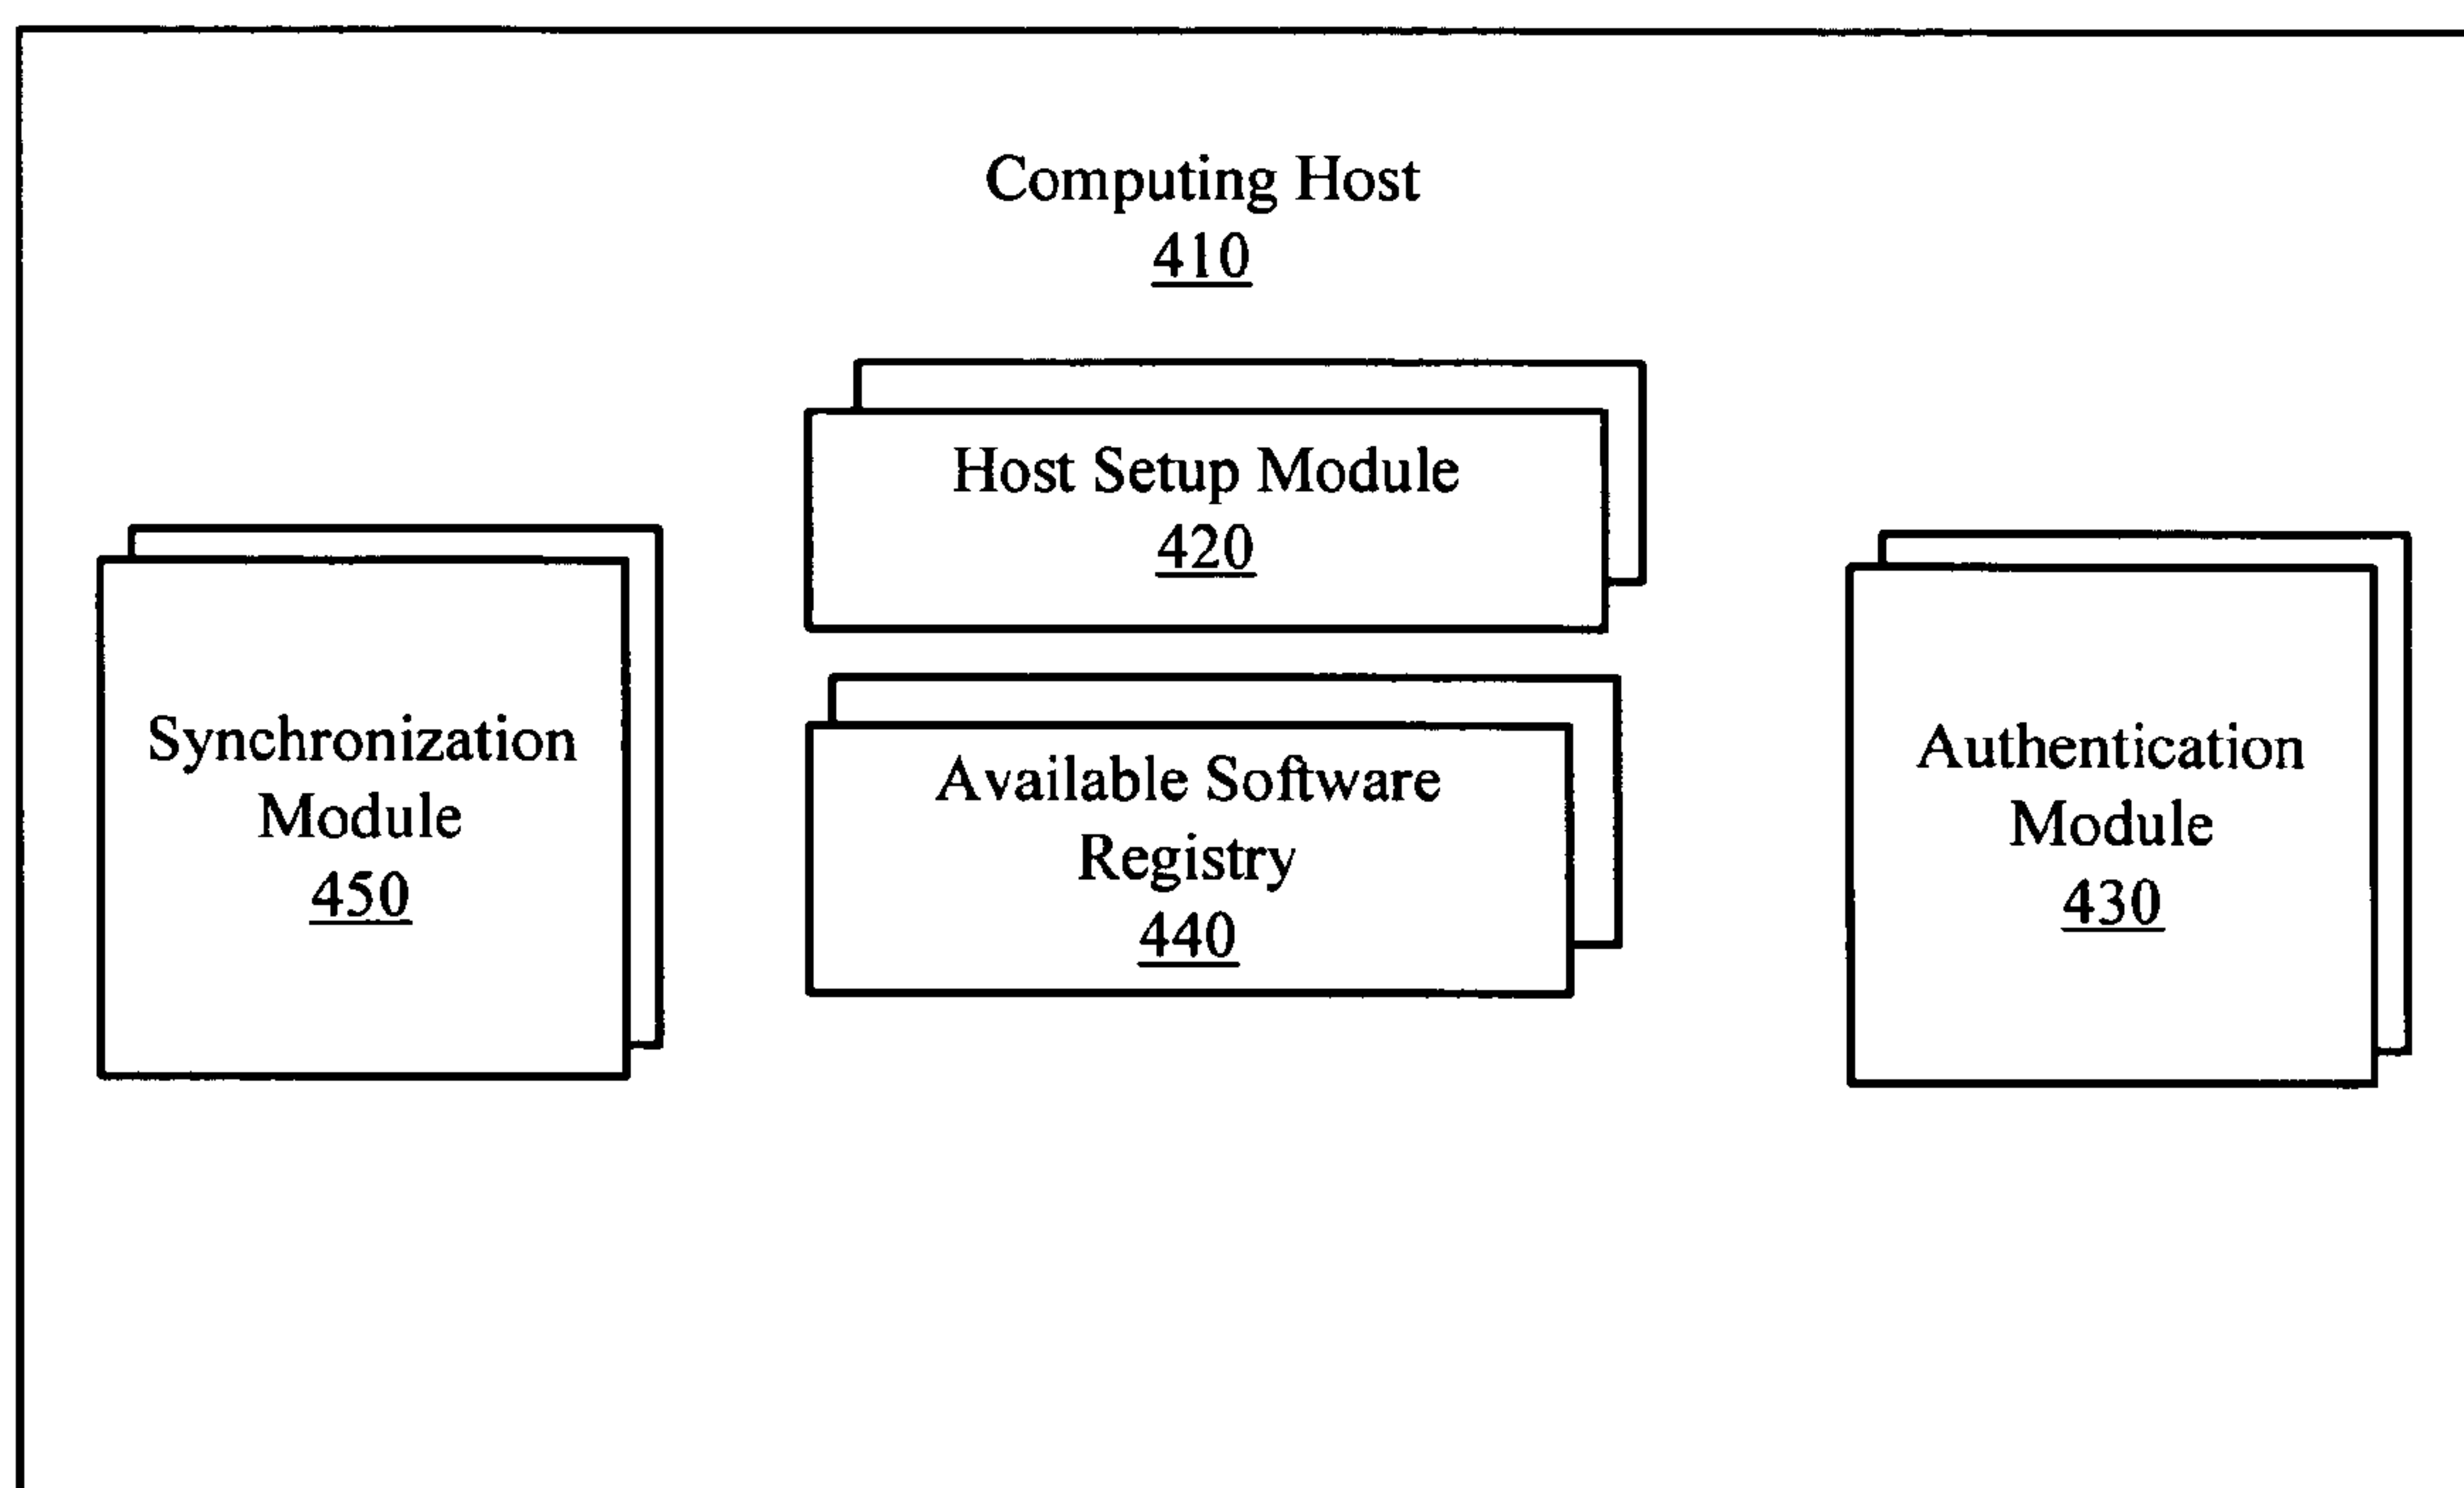 Computing Host
410
Host Setup Module
420
Synchronization
Module
450
Available Software
Registry
440
Authentication
Module
430